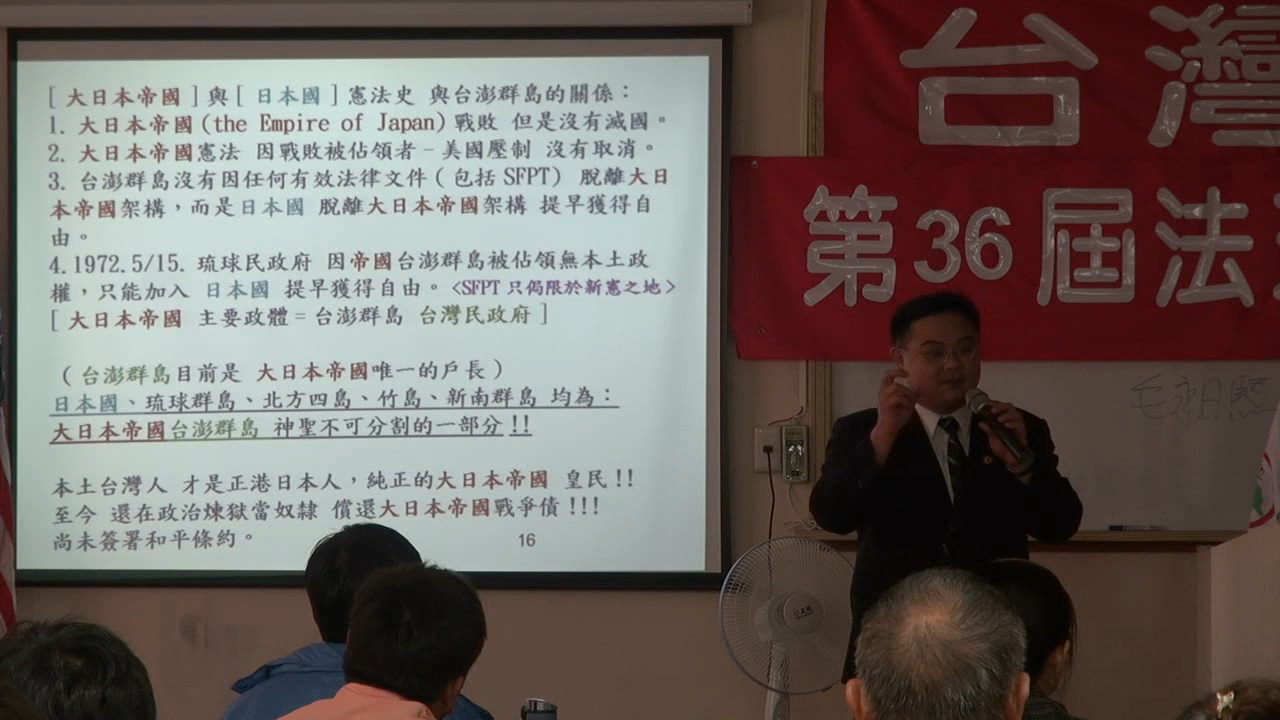 [ 大日本帝國 ] 與 [ 日本國 ] 憲法史 與台澎群島的關係：
1. 大日本帝國 (the Empire of Japan) 戰敗 但是沒有滅國。
2. 大日本帝國憲法 因戰敗被佔領者－美國壓制 沒有取消。
3. 台澎群島沒有因任何有效法律文件 ( 包括 SFPT) 脫離大日
本帝國架構，而是日本國 脫離大日本帝國架構 提早獲得自
由。
4.1972.5/15. 琉球民政府 因帝國台澎群島被佔領無本土政
權，只能加入 日本國 提早獲得自由。<SFPT 只侷限於新憲之地>
[ 大日本帝國 主要政體 = 台澎群島 台灣民政府 ]
（台澎群島目前是 大日本帝國唯一的戶長）
日本國、琉球群島、北方四島、竹島、新南群島 均為：
大日本帝國台澎群島 神聖不可分割的一部分 !!
本土台灣人 才是正港日本人，純正的大日本帝國 皇民 !!
至今 還在政治煉獄當奴隸 償還大日本帝國戰爭債 !!!
尚未簽署和平條約。
16
台灣
第36屆法